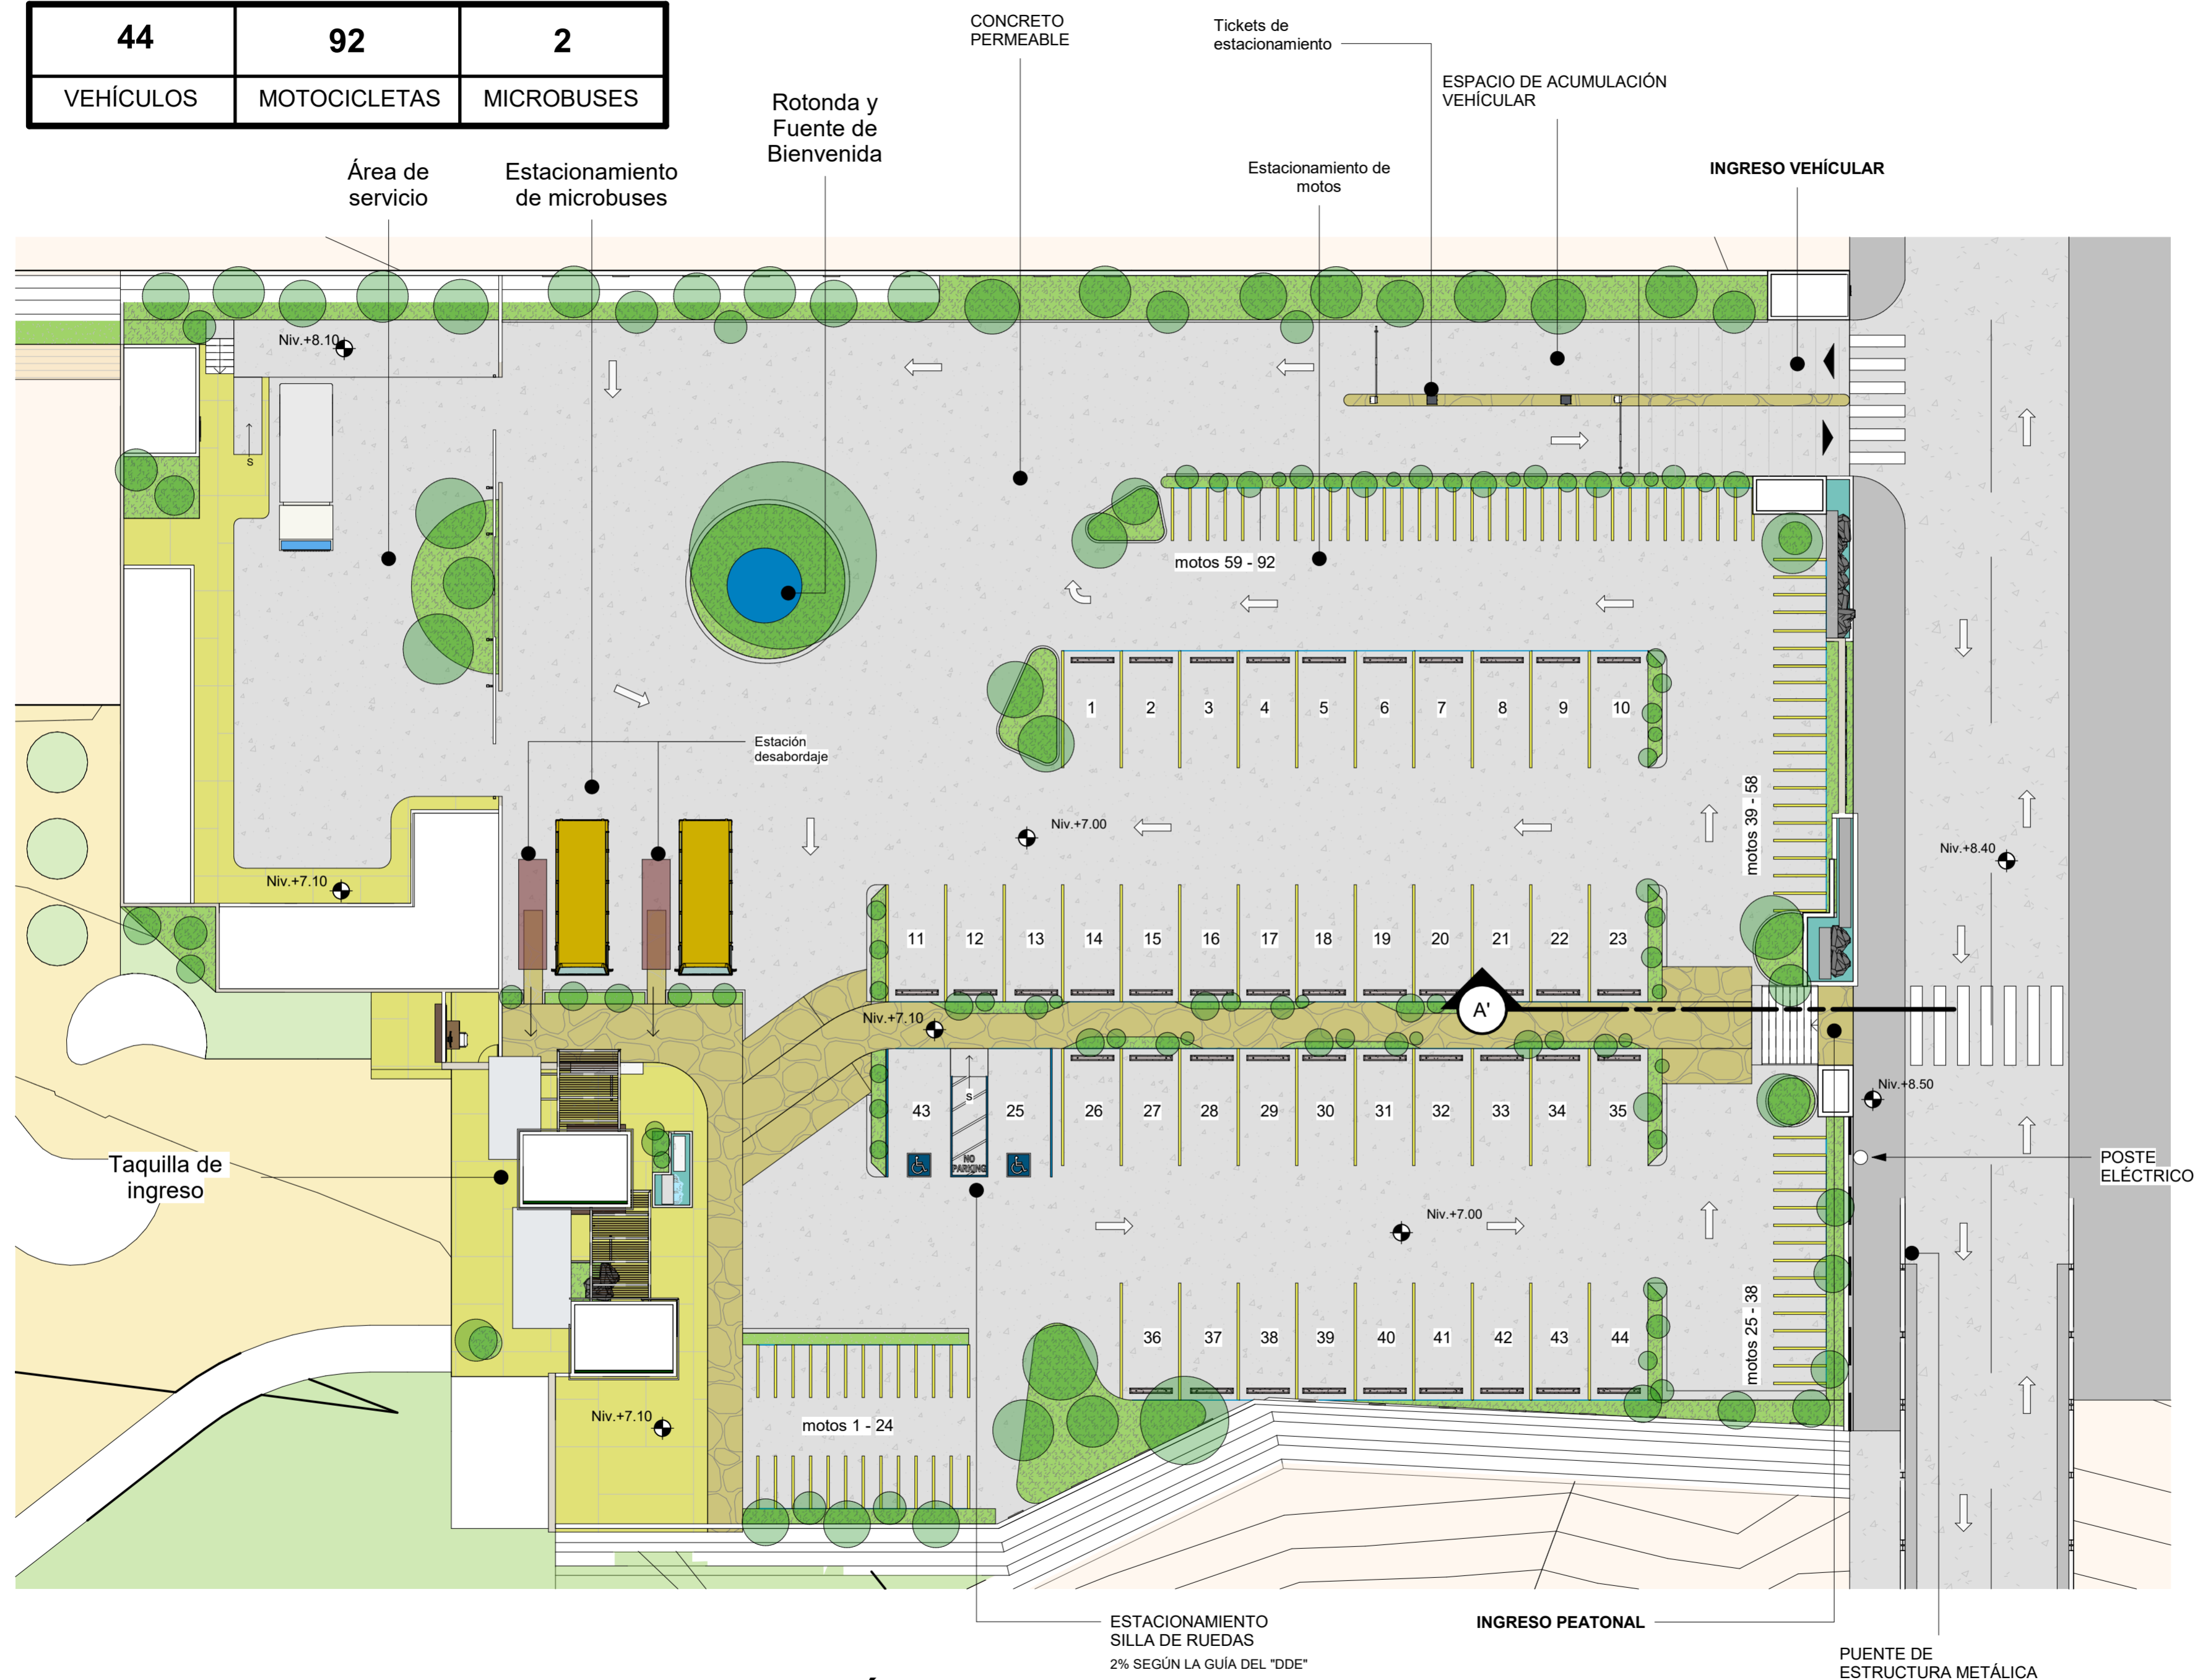 44
92
2
VEHÍCULOS
MOTOCICLETAS
MICROBUSES
CONCRETO
PERMEABLE
Tickets de
estacionamiento
ESPACIO DE ACUMULACIÓN
VEHÍCULAR
Rotonda y
Fuente de
Bienvenida
Área de
servicio
Estacionamiento
de microbuses
Estacionamiento de
motos
INGRESO VEHÍCULAR
Niv.+8.10
S
motos 59 - 92
1
2
3
4
5
6
7
8
9
10
Estación
desabordaje
motos 39 - 58
Niv.+7.00
Niv.+8.40
Niv.+7.10
11
12
13
14
15
16
17
18
19
20
21
22
23
Niv.+7.10
A'
Niv.+8.50
S
43
25
26
27
28
29
30
31
32
33
34
35
NO
PARKING
Taquilla de
ingreso
POSTE
ELÉCTRICO
Niv.+7.00
motos 25 - 38
36
37
38
39
40
41
42
43
44
Niv.+7.10
motos 1 - 24
ESTACIONAMIENTO
SILLA DE RUEDAS
2% SEGÚN LA GUÍA DEL "DDE"
INGRESO PEATONAL
PUENTE DE
ESTRUCTURA METÁLICA